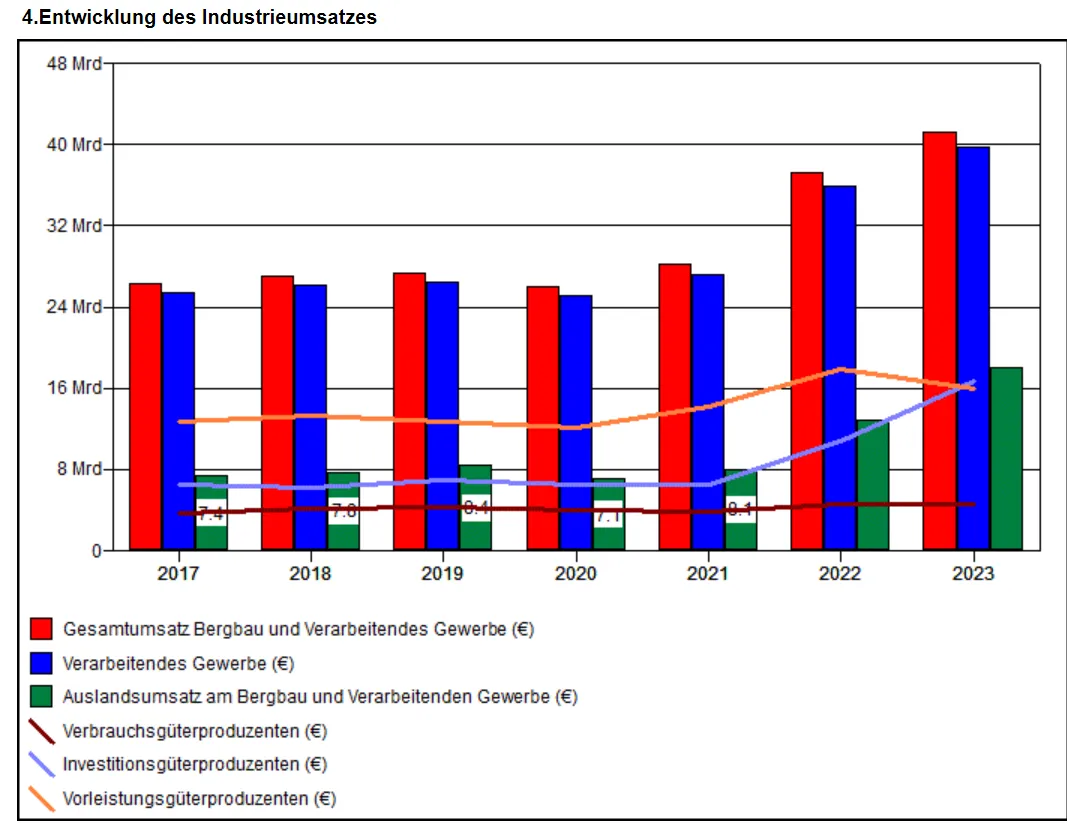 4.Entwicklung des Industrieumsatzes
48 Mrd
40 Mrd
32 Mrd
24 Mrd
16 Mrd
8 Mrd
0
7.4
7.1
8.1
2017 2018 2019 2020 2021 2022 2023
Gesamtumsatz Bergbau und Verarbeitendes Gewerbe (€)
Verarbeitendes Gewerbe (€)
Auslandsumsatz am Bergbau und Verarbeitenden Gewerbe (€)
Verbrauchsgüterproduzenten (€)
Investitionsgüterproduzenten (€)
Vorleistungsgüterproduzenten (€)